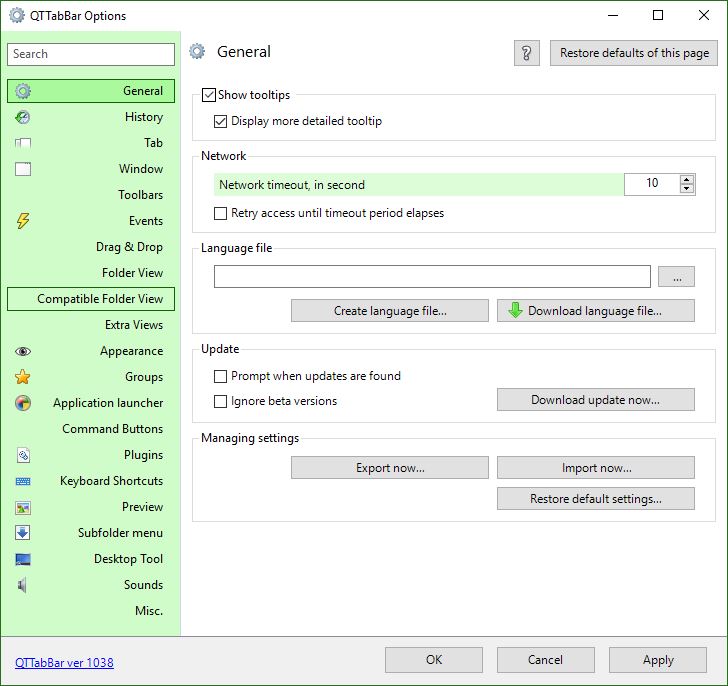 QTTabBar Options
Search
General
History
Tab
Window
Toolbars
Events
Drag & Drop
Folder View
Compatible Folder View
Extra Views
Appearance
Groups
Application launcher
Command Buttons
Plugins
Keyboard Shortcuts
Preview
Subfolder menu
Desktop Tool
Sounds
Misc.
General
?
Restore defaults of this page
Show tooltips
Display more detailed tooltip
Network
Network timeout, in second
10
Retry access until timeout period elapses
Language file
...
Create language file...
Download language file...
Update
Prompt when updates are found
Ignore beta versions
Download update now...
Managing settings
Export now...
Import now...
Restore default settings...
QTTabBar ver 1038
OK
Cancel
Apply